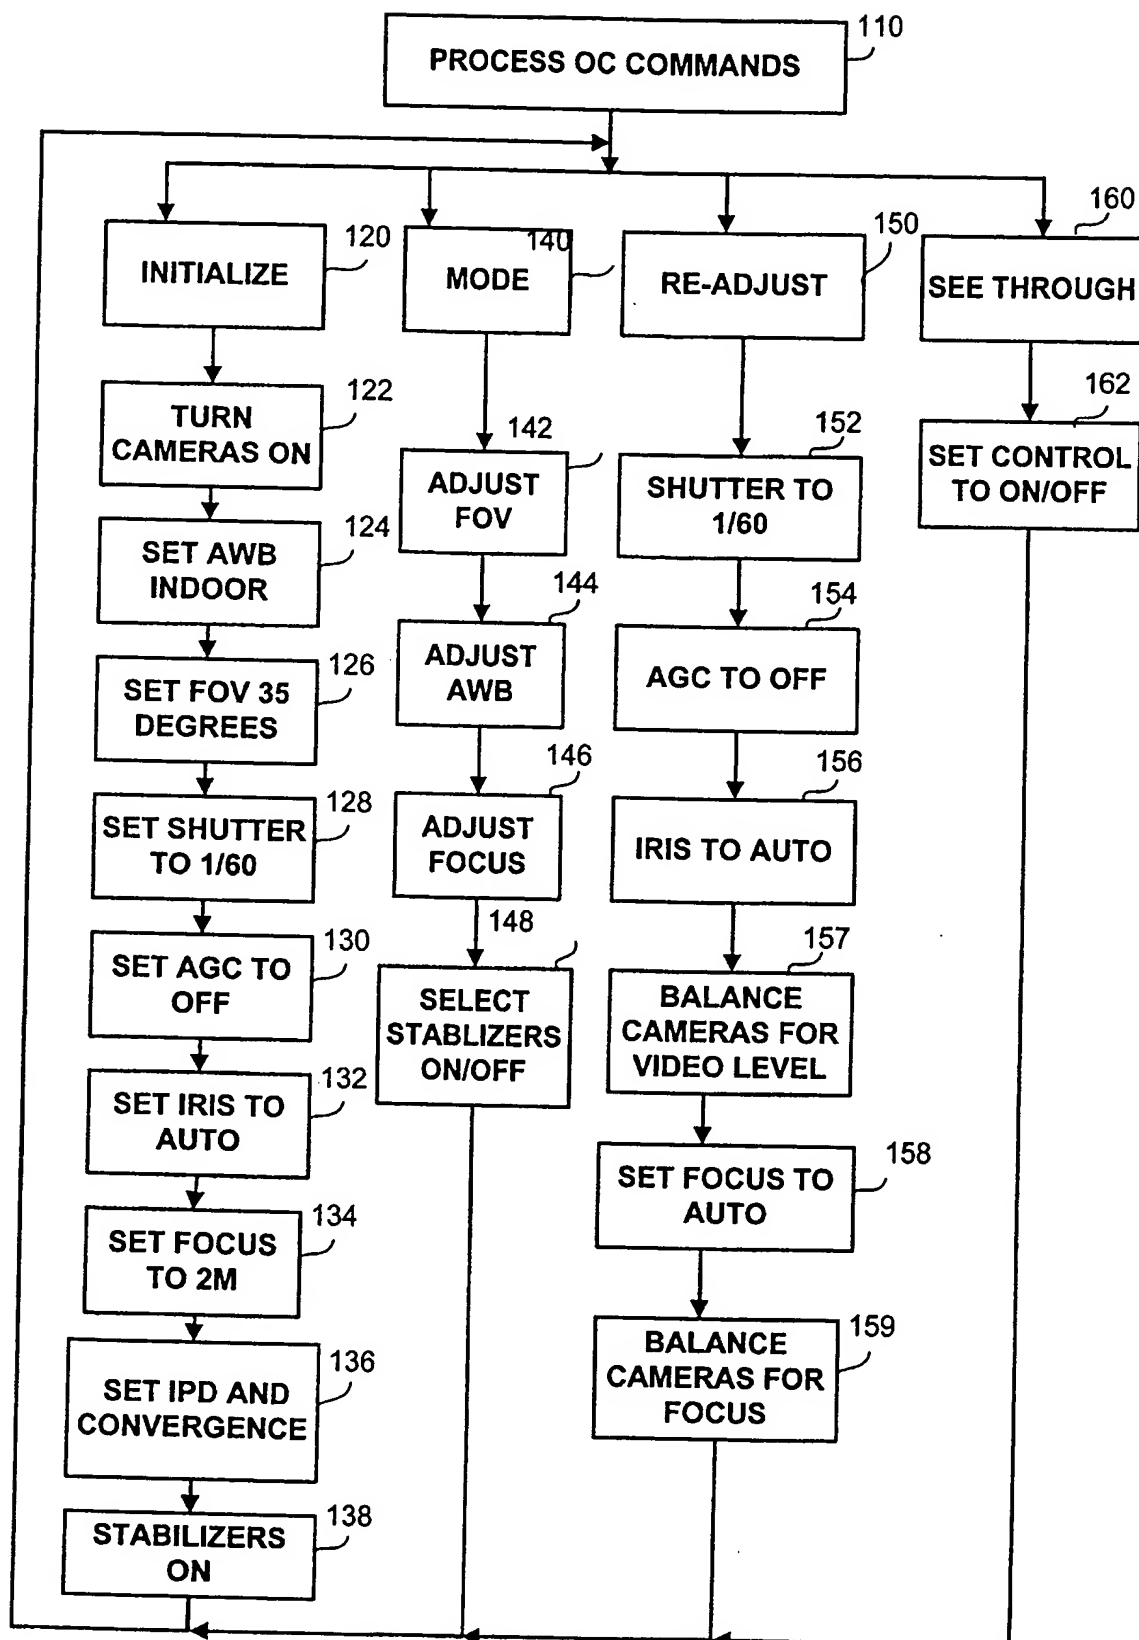 PROCESS OC COMMANDS
110
INITIALIZE
120
TURN
CAMERAS ON
122
SET AWB
INDOOR
124
SET FOV 35
DEGREES
126
SET SHUTTER
TO 1/60
128
SET AGC TO
OFF
130
SET IRIS TO
AUTO
132
SET FOCUS
TO 2M
134
SET IPD AND
CONVERGENCE
136
STABILIZERS
ON
138
MODE
140
ADJUST
FOV
142
ADJUST
AWB
144
ADJUST
FOCUS
146
SELECT
STABLIZERS
ON/OFF
148
RE-ADJUST
150
SHUTTER TO
1/60
152
AGC TO OFF
154
IRIS TO AUTO
156
BALANCE
CAMERAS FOR
VIDEO LEVEL
157
SET FOCUS TO
AUTO
158
BALANCE
CAMERAS FOR
FOCUS
159
SEE THROUGH
160
SET CONTROL
TO ON/OFF
162